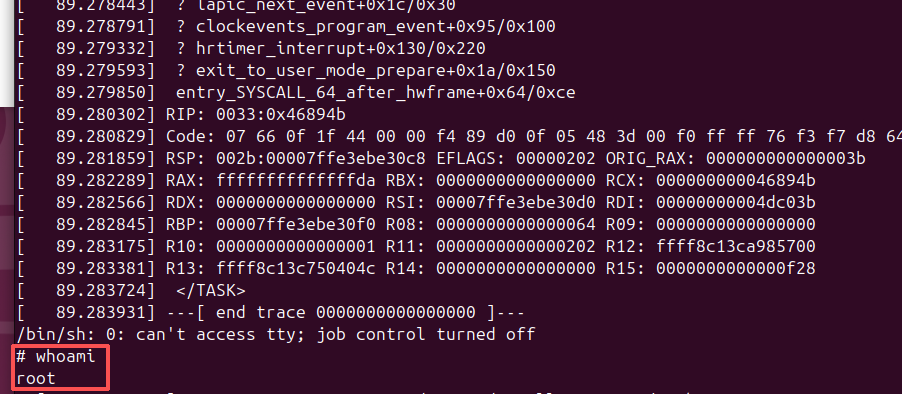 [   89.278443]  ? lapic_next_event+0x1c/0x30
[   89.278791]  ? clockevents_program_event+0x95/0x100
[   89.279332]  ? hrtimer_interrupt+0x130/0x220
[   89.279593]  ? exit_to_user_mode_prepare+0x1a/0x150
[   89.279850]  entry_SYSCALL_64_after_hwframe+0x64/0xce
[   89.280302] RIP: 0033:0x46894b
[   89.280829] Code: 07 66 0f 1f 44 00 00 f4 89 d0 0f 05 48 3d 00 f0 ff ff 76 f3 f7 d8 64
[   89.281859] RSP: 002b:00007ffe3ebe30c8 EFLAGS: 00000202 ORIG_RAX: 000000000000003b
[   89.282289] RAX: ffffffffffffffda RBX: 0000000000000000 RCX: 000000000046894b
[   89.282566] RDX: 0000000000000000 RSI: 00007ffe3ebe30d0 RDI: 00000000004dc03b
[   89.282845] RBP: 00007ffe3ebe30f0 R08: 0000000000000064 R09: 0000000000000000
[   89.283175] R10: 0000000000000001 R11: 0000000000000202 R12: ffff8c13ca985700
[   89.283381] R13: ffff8c13c750404c R14: 0000000000000000 R15: 0000000000000f28
[   89.283724]  </TASK>
[   89.283931] ---[ end trace 0000000000000000 ]---
/bin/sh: 0: can't access tty; job control turned off
# whoami
root